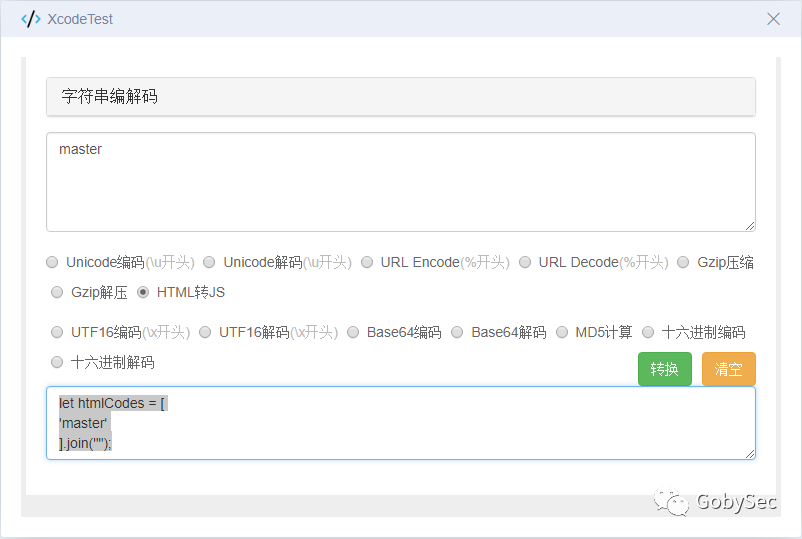 XcodeTest
字符串编解码
master
Unicode编码(\u开头) Unicode解码(\u开头) URL Encode(%开头) URL Decode(%开头) Gzip压缩
Gzip解压 HTML转JS
UTF16编码(\x开头) UTF16解码(\x开头) Base64编码 Base64解码 MD5计算 十六进制编码
十六进制解码
转换 清空
let htmlCodes = [
'master'
].join("");
GobySec